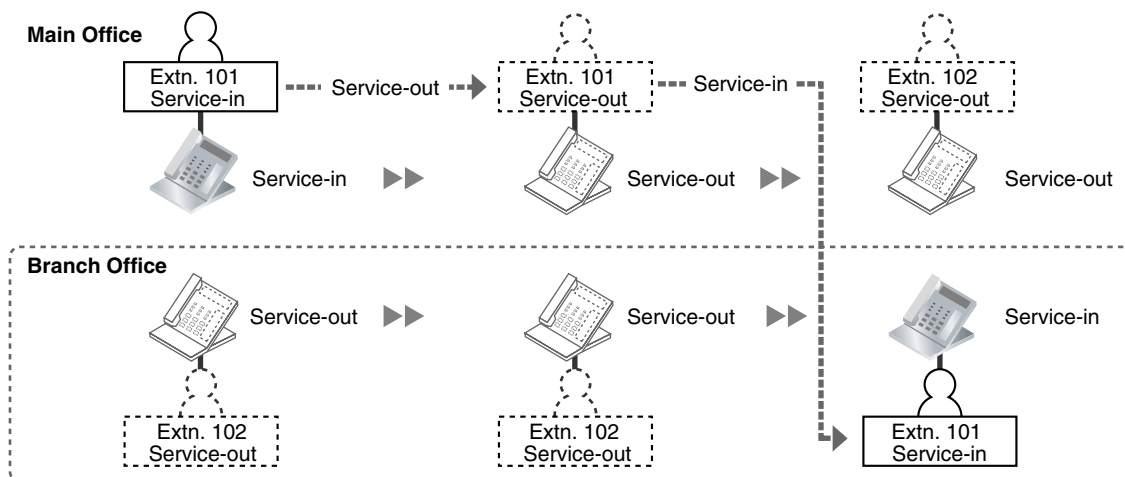 Main Office
Extn. 101
Service-in
Service-out
Extn. 101
Service-out
Service-in
Extn. 102
Service-out
Service-in
Service-out
Service-out
Branch Office
Service-out
Service-out
Service-in
Extn. 102
Service-out
Extn. 102
Service-out
Extn. 101
Service-in